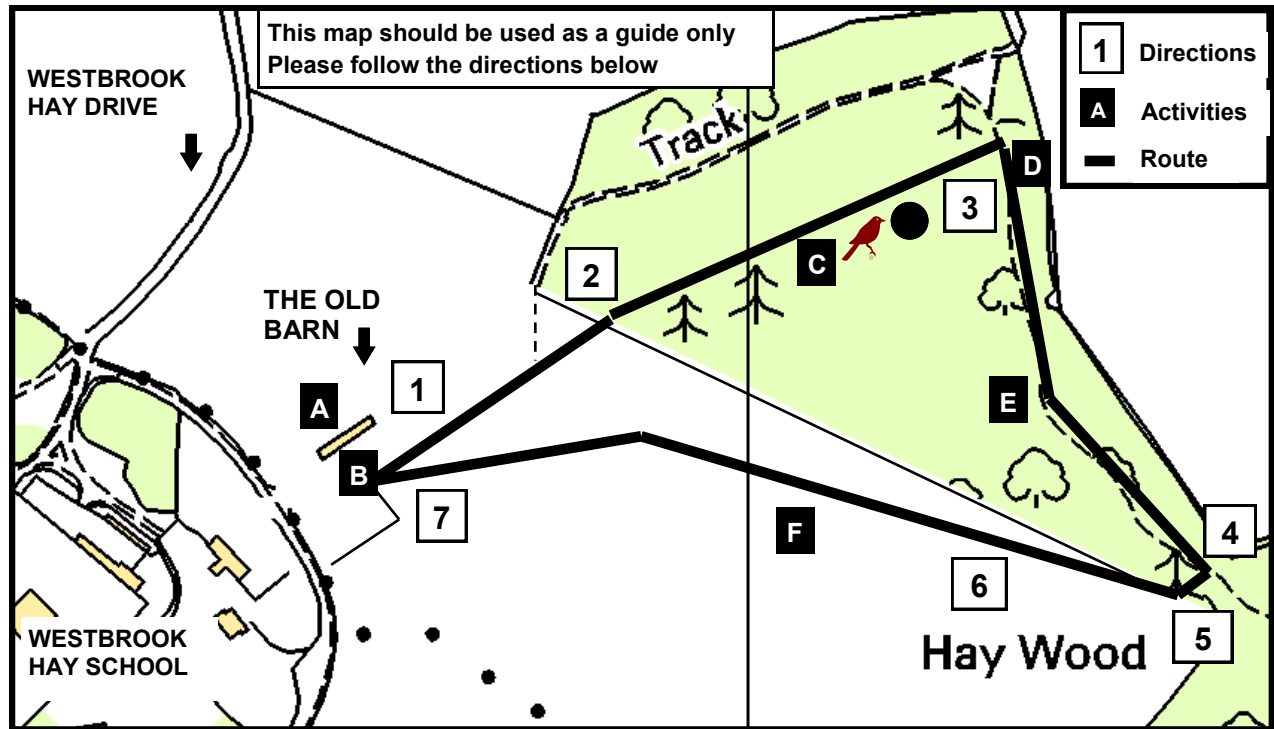 This map should be used as a guide only
Please follow the directions below
1 Directions
A Activities
Route
WESTBROOK
HAY DRIVE
Track
D
3
2
C
THE OLD
BARN
1
A
E
B
7
F
4
6
5
WESTBROOK
HAY SCHOOL
Hay Wood